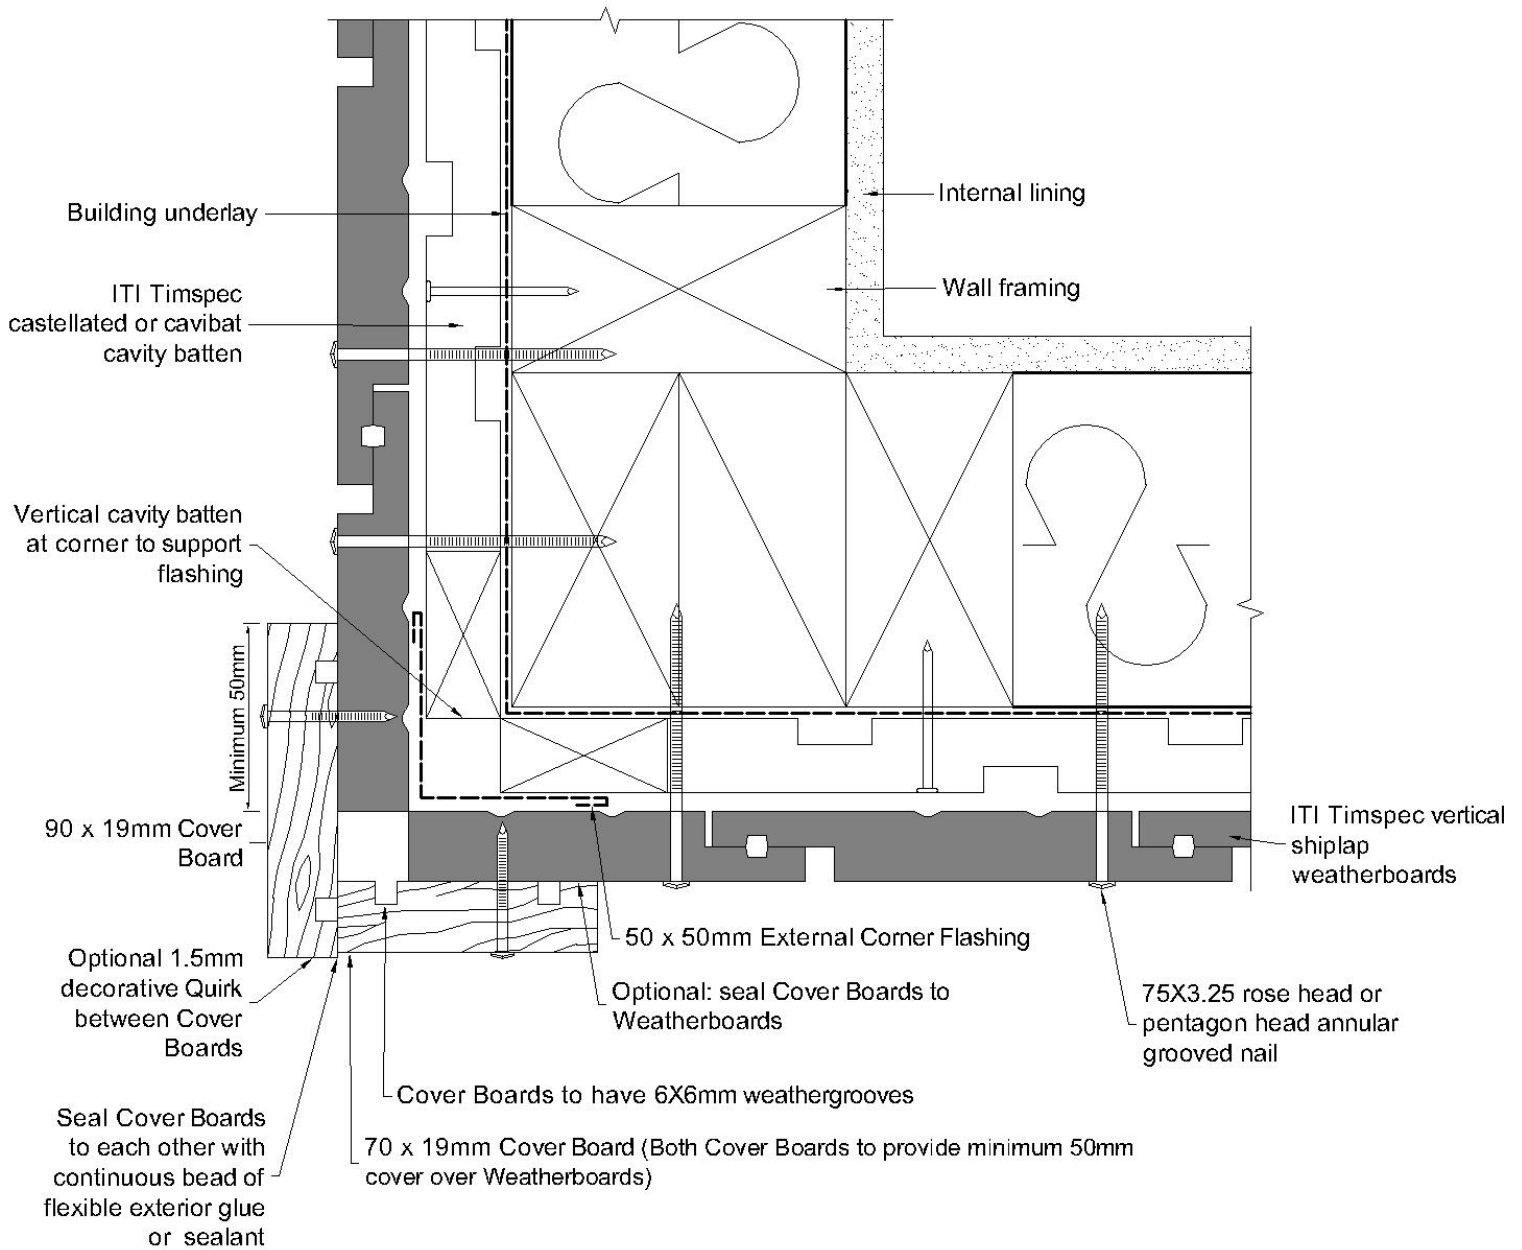 Internal lining
Building underlay
Wall framing
ITI Timspec
castellated or cavibat
cavity batten
Vertical cavity batten
at corner to support
flashing
Minimum 50mm
90 x 19mm Cover
Board
ITI Timspec vertical
shiplap
weatherboards
50 x 50mm External Corner Flashing
Optional 1.5mm
decorative Quirk
between Cover
Boards
Optional: seal Cover Boards to
Weatherboards
75X3.25 rose head or
pentagon head annular
grooved nail
Cover Boards to have 6X6mm weathergrooves
Seal Cover Boards
to each other with
continuous bead of
flexible exterior glue
or sealant
70 x 19mm Cover Board (Both Cover Boards to provide minimum 50mm
cover over Weatherboards)